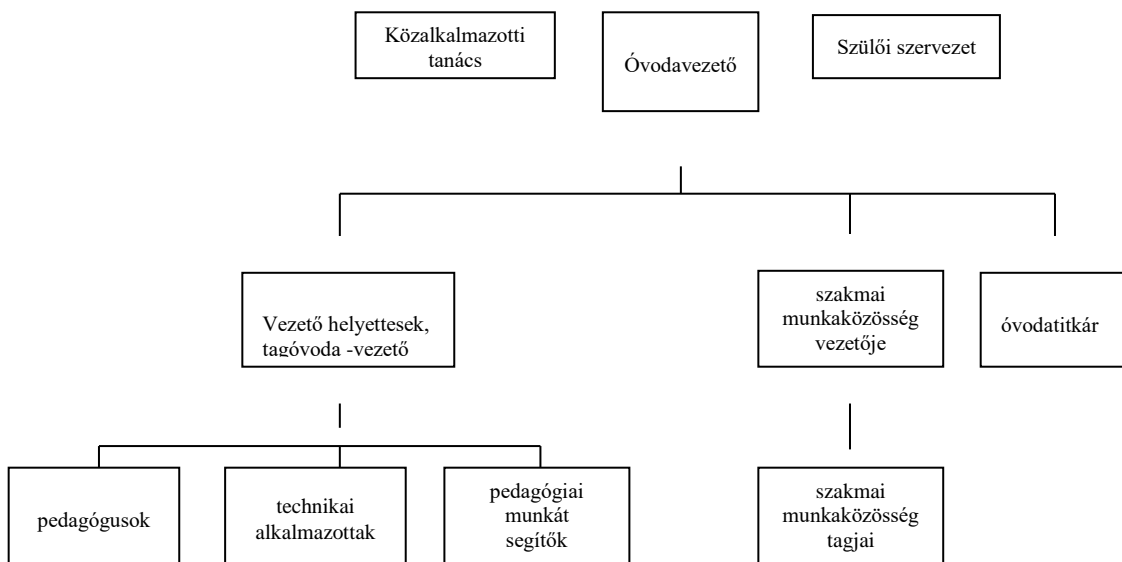 Közalkalmazotti
tanács
Óvodavezető
Szülői szervezet
Vezető helyettesek,
tagóvoda -vezető
szakmai
munkaközösség
vezetője
óvodatitkár
pedagógusok
technikai
alkalmazottak
pedagógiai
munkát
segítők
szakmai
munkaközösség
tagjai